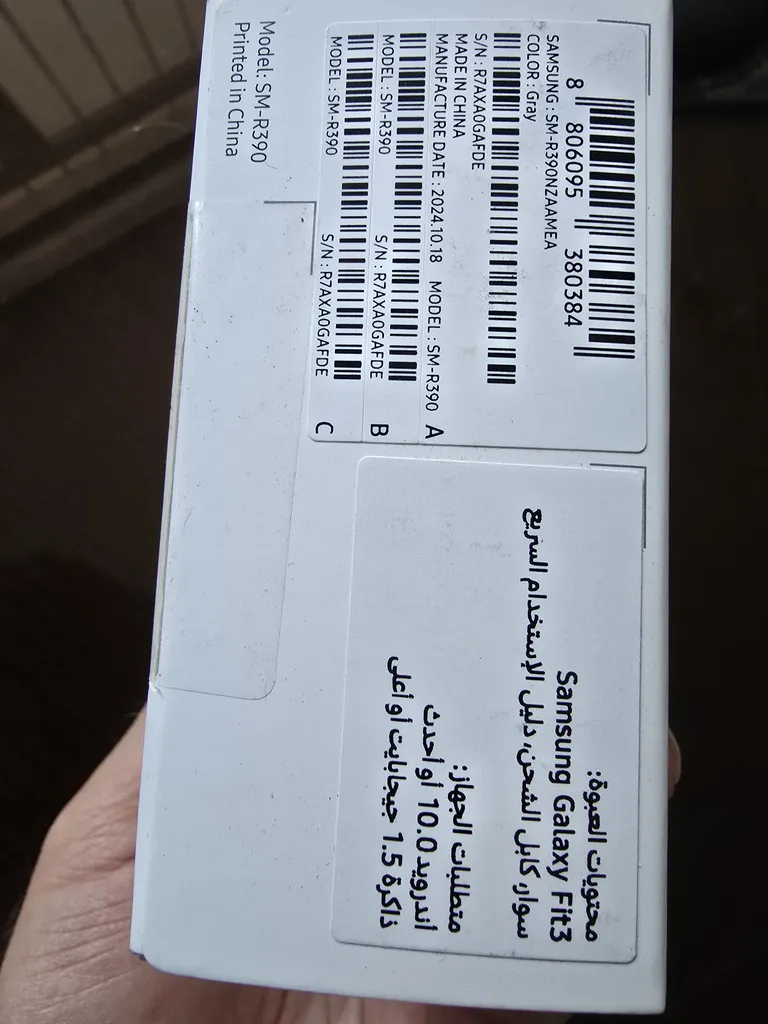 8 806095 380384
SAMSUNG : SM-R390NZAAMEA
COLOR : Gray
S/N : R7AXA0GAFDE
MADE IN CHINA
MANUFACTURE DATE : 2024.10.18 MODEL : SM-R390 A
MODEL : SM-R390 S/N : R7AXA0GAFDE B
MODEL : SM-R390 S/N : R7AXA0GAFDE C
Model: SM-R390
Printed in China
محتويات العبوة:
Samsung Galaxy Fit3
سوار، كابل الشحن، دليل الإستخدام السريع
متطلبات الجهاز:
أندرويد 10.0 أو أحدث
ذاكرة 1.5 جيجابايت أو أعلى